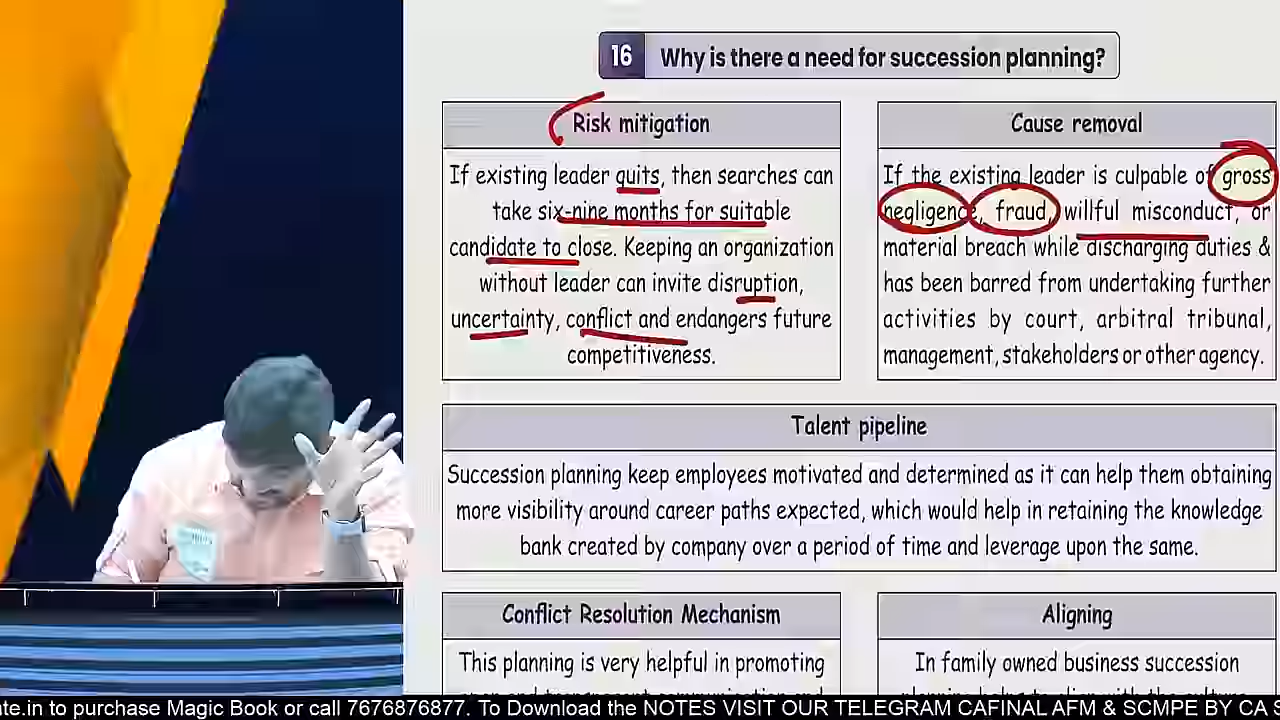 16 Why is there a need for succession planning?
Risk mitigation
If existing leader quits, then searches can
take six-nine months for suitable
candidate to close. Keeping an organization
without leader can invite disruption,
uncertainty, conflict and endangers future
competitiveness.
Cause removal
If the existing leader is culpable of gross
negligence, fraud, willful misconduct, or
material breach while discharging duties &
has been barred from undertaking further
activities by court, arbitral tribunal,
management, stakeholders or other agency.
Talent pipeline
Succession planning keep employees motivated and determined as it can help them obtaining
more visibility around career paths expected, which would help in retaining the knowledge
bank created by company over a period of time and leverage upon the same.
Conflict Resolution Mechanism
This planning is very helpful in promoting
Aligning
In family owned business succession
te.in to purchase Magic Book or call 7676876877. To Download the NOTES VISIT OUR TELEGRAM CAFINAL AFM & SCMPE BY CA S